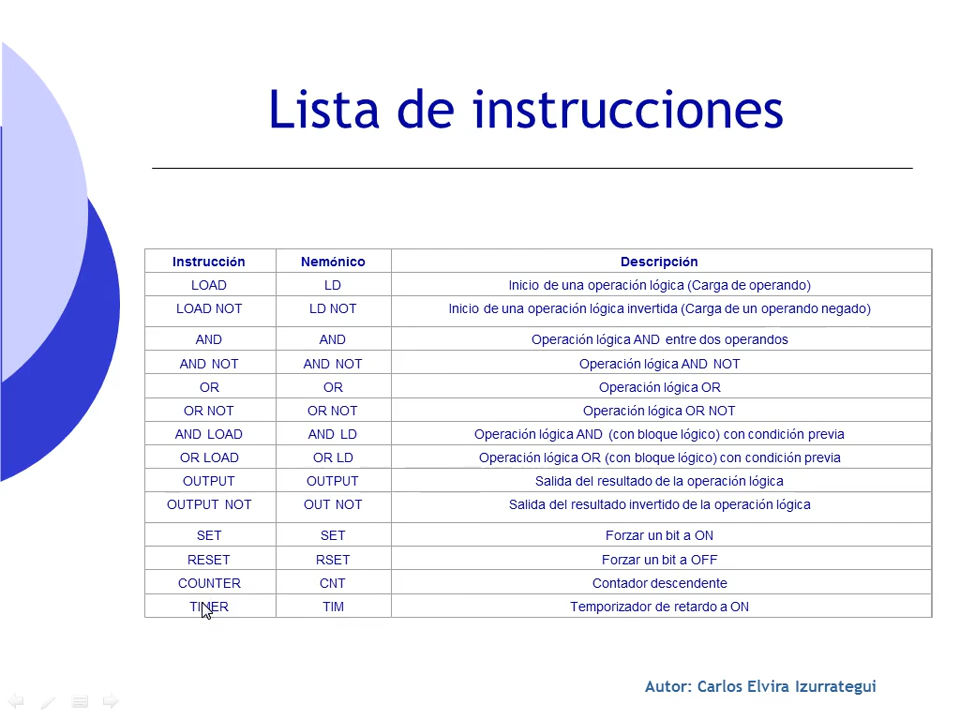 Lista de instrucciones
Instrucción Nemónico Descripción
LOAD LD Inicio de una operación lógica (Carga de operando)
LOAD NOT LD NOT Inicio de una operación lógica invertida (Carga de un operando negado)
AND AND Operación lógica AND entre dos operandos
AND NOT AND NOT Operación lógica AND NOT
OR OR Operación lógica OR
OR NOT OR NOT Operación lógica OR NOT
AND LOAD AND LD Operación lógica AND (con bloque lógico) con condición previa
OR LOAD OR LD Operación lógica OR (con bloque lógico) con condición previa
OUTPUT OUTPUT Salida del resultado de la operación lógica
OUTPUT NOT OUT NOT Salida del resultado invertido de la operación lógica
SET SET Forzar un bit a ON
RESET RSET Forzar un bit a OFF
COUNTER CNT Contador descendente
TIMER TIM Temporizador de retardo a ON
Autor: Carlos Elvira Izurrategui